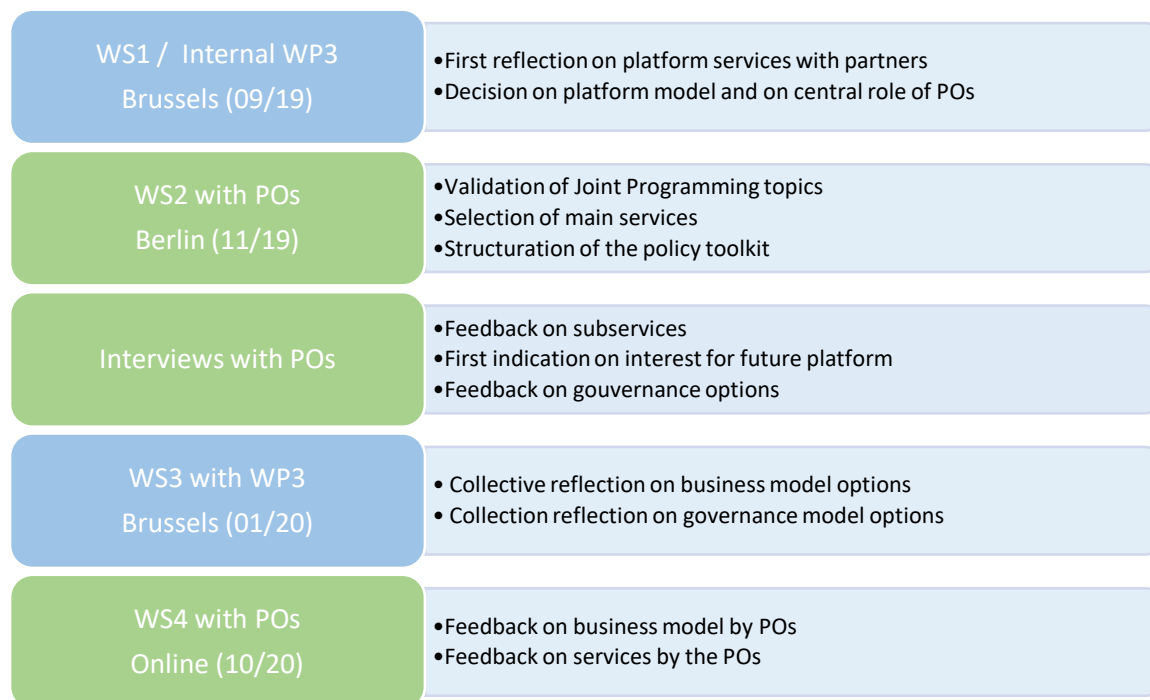 WS1 /  Internal WP3
Brussels (09/19)
•First reflection on platform services with partners
•Decision on platform model and on central role of POs
WS2 with POs
Berlin (11/19)
•Validation of Joint Programming topics
•Selection of main services
•Structuration of the policy toolkit
Interviews with POs
•Feedback on subservices
•First indication on interest for future platform
•Feedback on gouvernance options
WS3 with WP3
Brussels (01/20)
• Collective reflection on business model options
• Collection reflection on governance model options
WS4 with POs
Online (10/20)
•Feedback on business model by POs
•Feedback on services by the POs